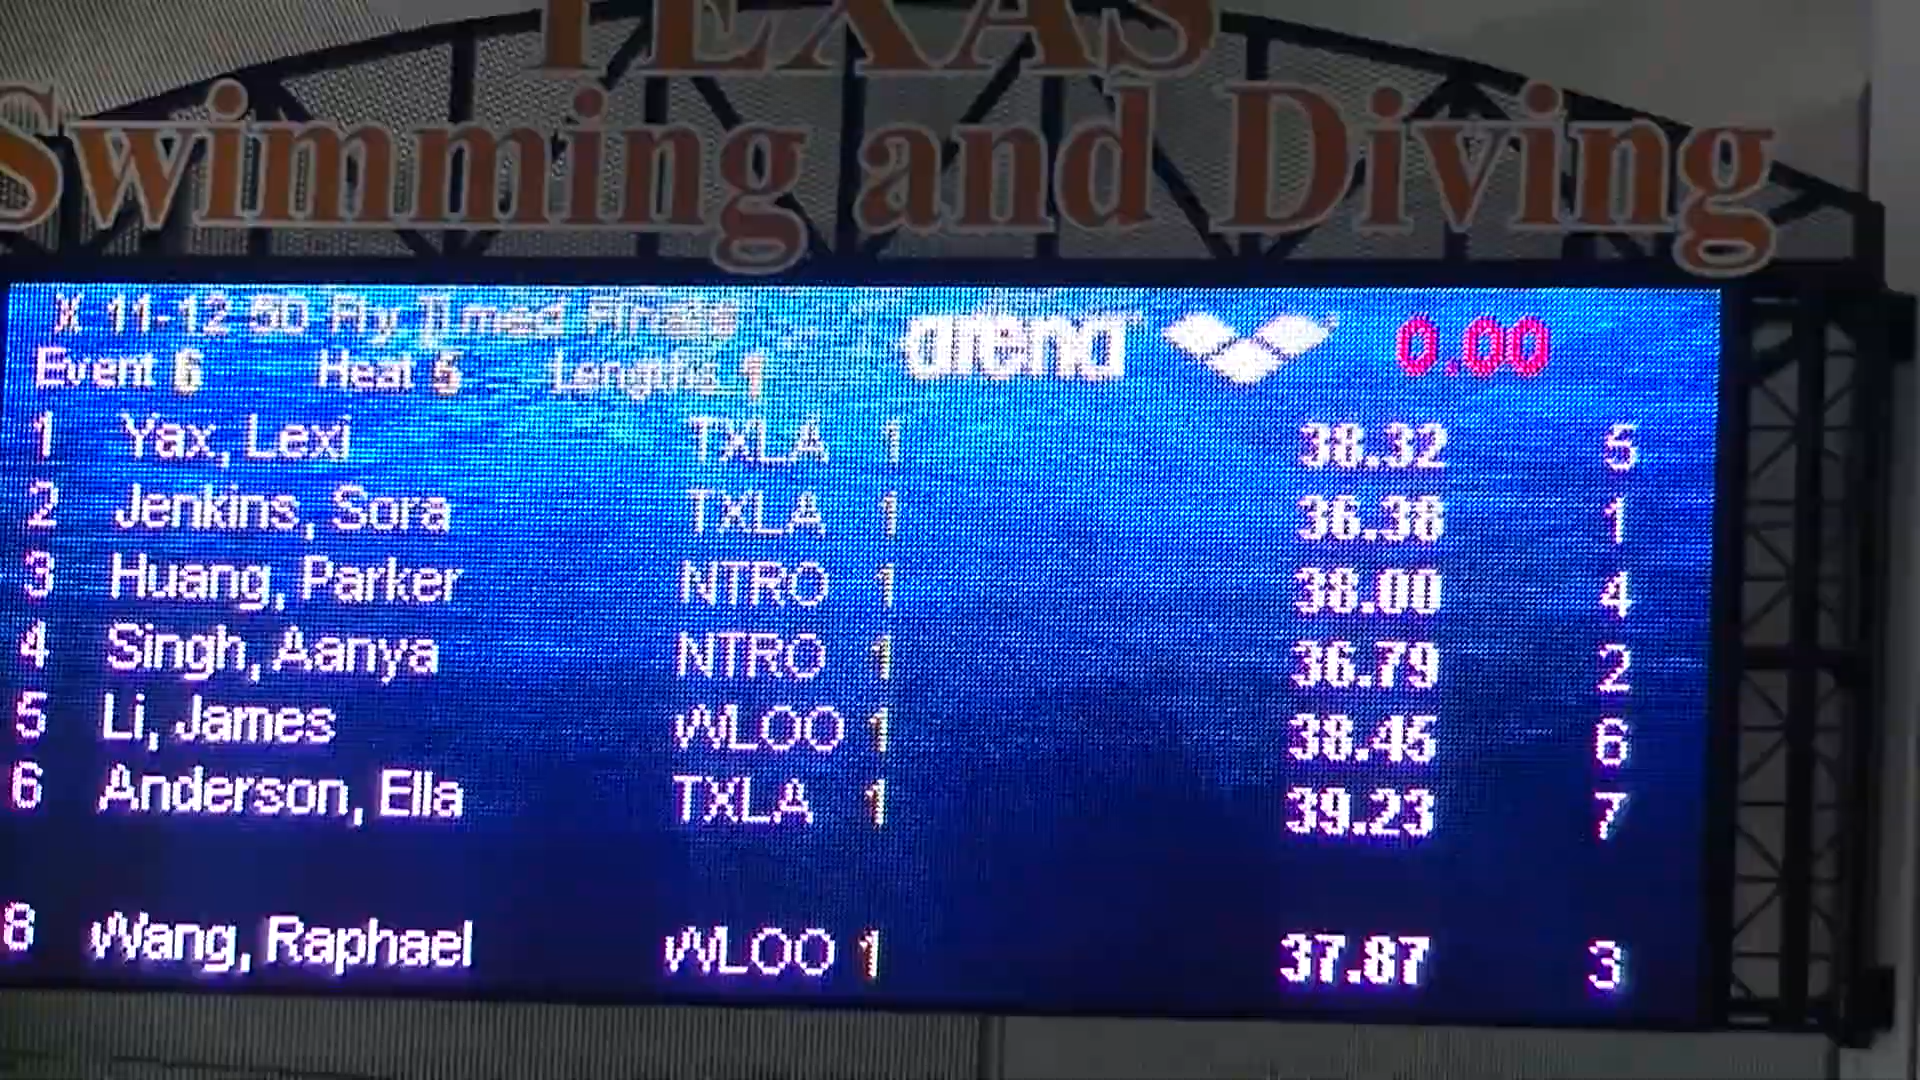 TEXAS
Swimming and Diving
X 11-12 50 Fly Timed Finals
Event 6 Heat 5 Lengths 1 arena 0.00
1 Yax, Lexi TXLA 1 38.32 5
2 Jenkins, Sora TXLA 1 36.38 1
3 Huang, Parker NTRO 1 38.00 4
4 Singh, Aanya NTRO 1 36.79 2
5 Li, James WLOO 1 38.45 6
6 Anderson, Ella TXLA 1 39.23 7
8 Wang, Raphael WLOO 1 37.87 3